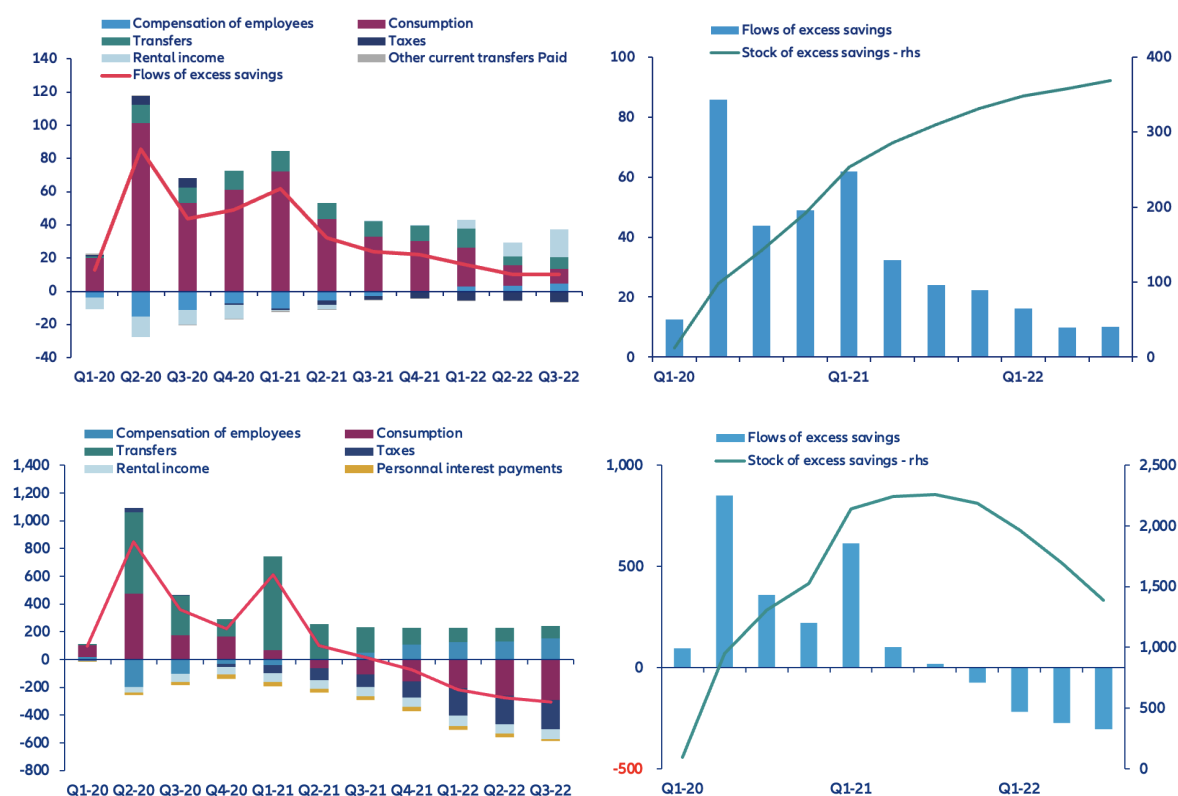 Compensation of employees
Consumption
Transfers
Taxes
Rental income
Other current transfers Paid
Flows of excess savings
140
120
100
80
60
40
20
0
-20
-40
Q1-20 Q2-20 Q3-20 Q4-20 Q1-21 Q2-21 Q3-21 Q4-21 Q1-22 Q2-22 Q3-22
Flows of excess savings
Stock of excess savings - rhs
100
80
60
40
20
0
400
300
200
100
0
Q1-20 Q1-21 Q1-22
Compensation of employees
Consumption
Transfers
Taxes
Rental income
Personnal interest payments
1,400
1,200
1,000
800
600
400
200
0
-200
-400
-600
-800
Q1-20 Q2-20 Q3-20 Q4-20 Q1-21 Q2-21 Q3-21 Q4-21 Q1-22 Q2-22 Q3-22
Flows of excess savings
Stock of excess savings - rhs
1,000
500
0
-500
2,500
2,000
1,500
1,000
500
0
Q1-20 Q1-21 Q1-22